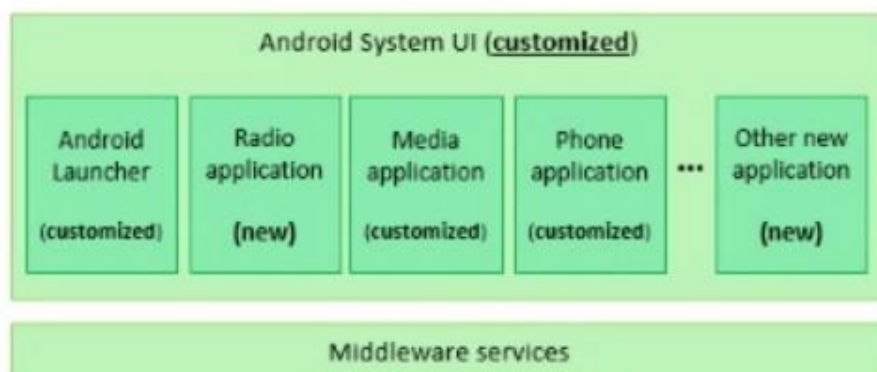 Android System UI (customized)
Android
Launcher
(customized)
Radio
application
(new)
Media
application
(customized)
Phone
application
(customized)
...
Other new
application
(new)
Middleware services